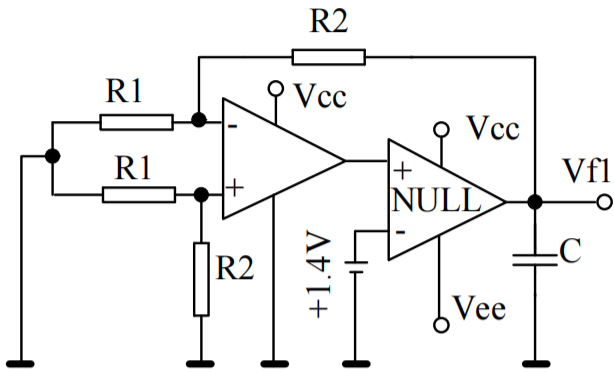 R2
Vcc
R1
-
Vcc
R1
+
+
NULL
Vf1
-
R2
+1.4V
C
Vee